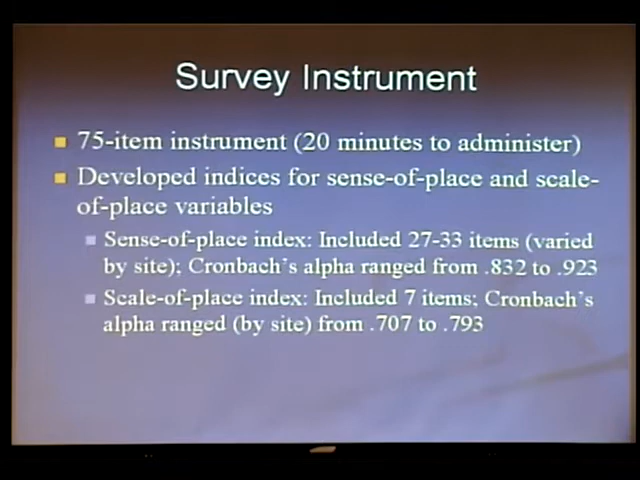 Survey Instrument
75-item instrument (20 minutes to administer)
Developed indices for sense-of-place and scale-
of-place variables
Sense-of-place index: Included 27-33 items (varied
by site); Cronbach's alpha ranged from .832 to .923
Scale-of-place index: Included 7 items; Cronbach's
alpha ranged (by site) from .707 to .793